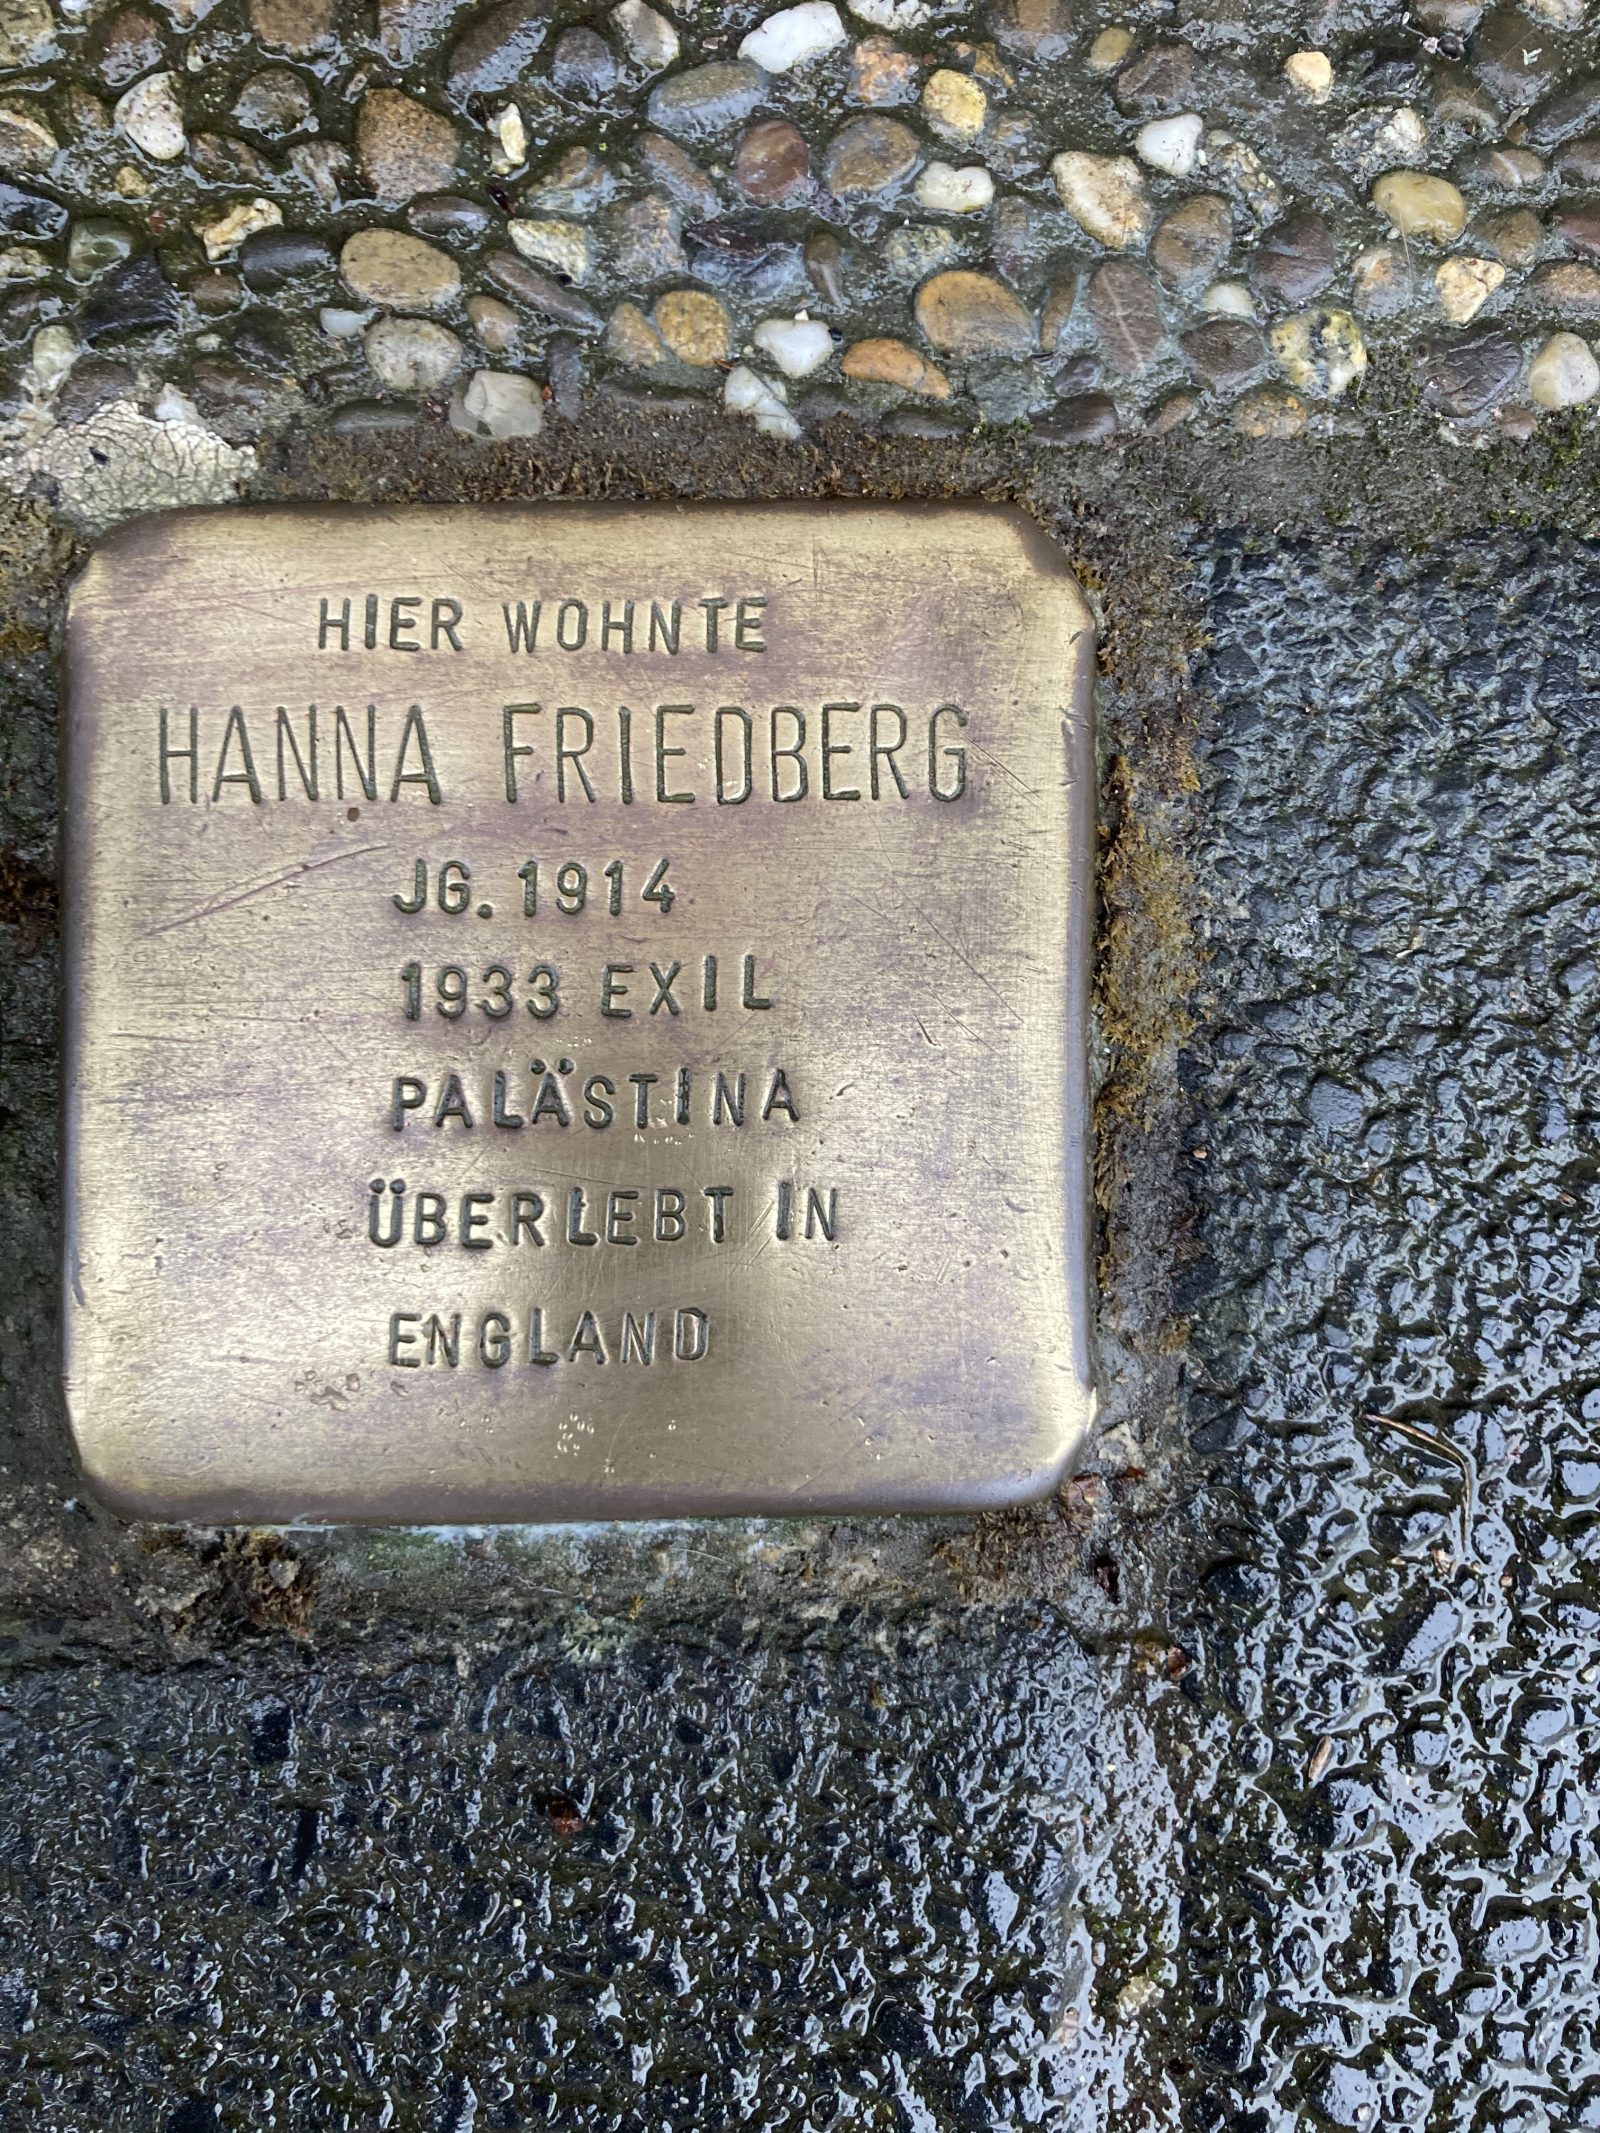 HIER WOHNTE
HANNA FRIEDBERG
JG. 1914
1933 EXIL
PALÄSTINA
ÜBERLEBT IN
ENGLAND